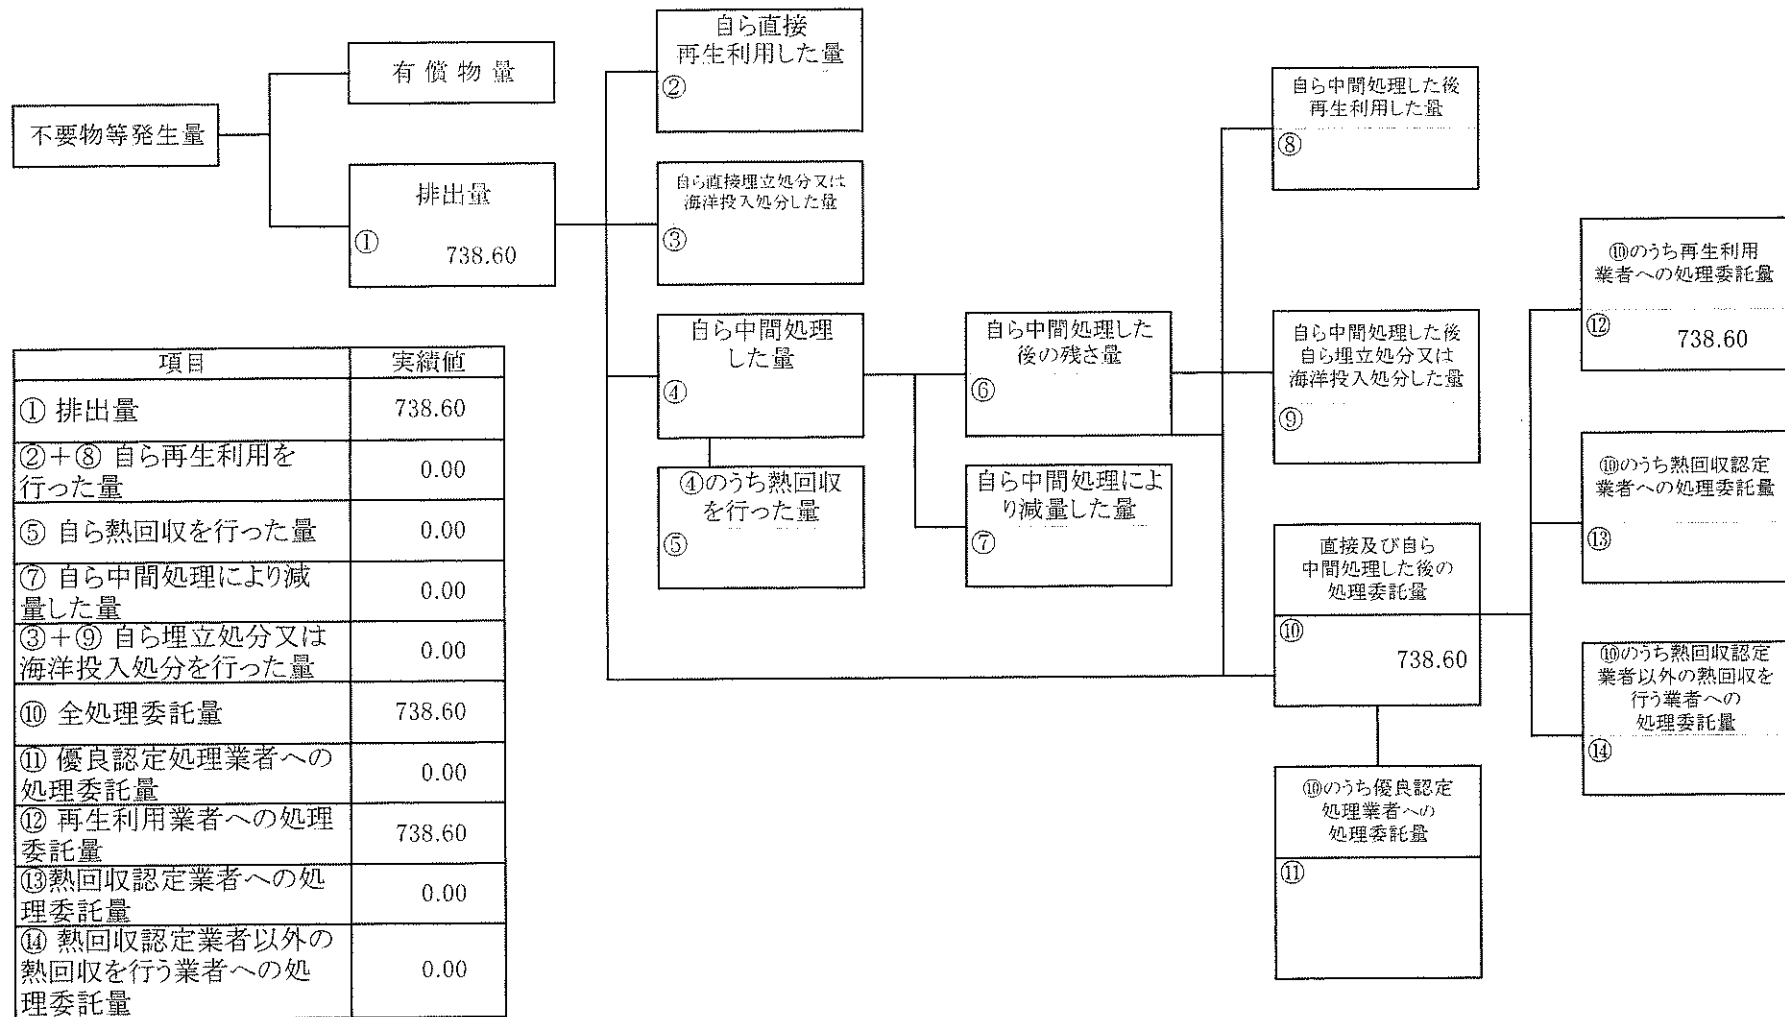 不要物等発生量
有償物量
排出量
①
738.60
自ら直接
再生利用した量
②
自ら直接埋立処分又は
海洋投入処分した量
③
自ら中間処理
した量
④
④のうち熱回収
を行った量
⑤
自ら中間処理した
後の残さ量
⑥
自ら中間処理によ
り減量した量
⑦
自ら中間処理した後
再生利用した量
⑧
自ら中間処理した後
自ら埋立処分又は
海洋投入処分した量
⑨
直接及び自ら
中間処理した後の
処理委託量
⑩
738.60
⑩のうち優良認定
処理業者への
処理委託量
⑪
⑩のうち再生利用
業者への処理委託量
⑫
738.60
⑩のうち熱回収認定
業者への処理委託量
⑬
⑩のうち熱回収認定
業者以外の熱回収を
行う業者への
処理委託量
⑭
項目 実績値
① 排出量 738.60
②+⑧ 自ら再生利用を
行った量 0.00
⑤ 自ら熱回収を行った量 0.00
⑦ 自ら中間処理により減
量した量 0.00
③+⑨ 自ら埋立処分又は
海洋投入処分を行った量 0.00
⑩ 全処理委託量 738.60
⑪ 優良認定処理業者への
処理委託量 0.00
⑫ 再生利用業者への処理
委託量 738.60
⑬熱回収認定業者への処
理委託量 0.00
⑭ 熱回収認定業者以外の
熱回収を行う業者への処
理委託量 0.00